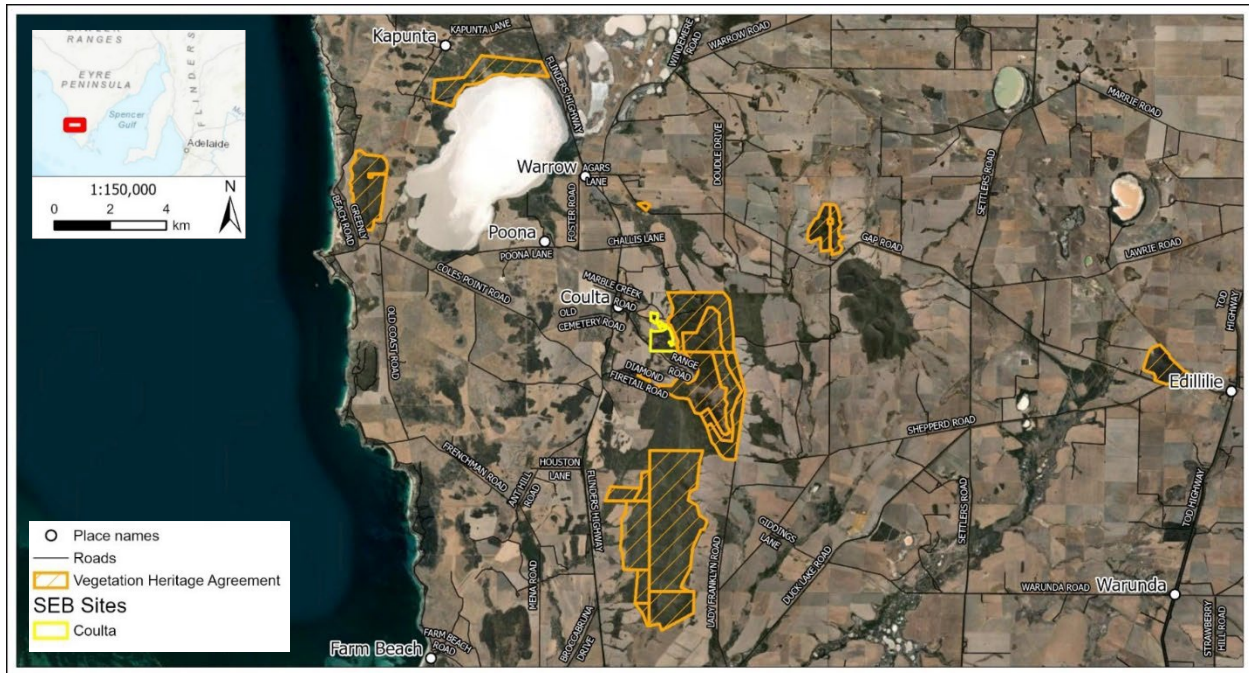 GAWLER
RANGES
EYRE
PENINSULA
Spencer
Gulf
FLINDERS
Adelaide
1:150,000
N
0 2 4
km
Kapunta
KAPUNTA LANE
FLINDERS HIGHWAY
WINDEMERE
ROAD
WARROW ROAD
MARRIE ROAD
DOUDLE DRIVE
SETTLERS ROAD
Warrow
AGARS
LANE
FOSTER ROAD
GREENLY
BEACH ROAD
Poona
POONA LANE
CHALLIS LANE
GAP ROAD
LAWRIE ROAD
COLES POINT ROAD
MARBLE CREEK
ROAD
Coulta
OLD
CEMETERY ROAD
OLD COAST ROAD
TOD
HIGHWAY
RANGE
ROAD
DIAMOND
FIRETAIL ROAD
Edillilie
SHEPPERD ROAD
FRENCHMAN ROAD
ANT HILL
ROAD
HOUSTON
LANE
FLINDERS HIGHWAY
SETTLERS ROAD
TOD HIGHWAY
GIDDINGS
LANE
DUCK LAKE ROAD
LADY FRANKLYN ROAD
MENA ROAD
WARUNDA ROAD
Warunda
STRAWBERRY
HILL ROAD
BROCCABRUNA
DRIVE
FARM BEACH
ROAD
Farm Beach
Place names
Roads
Vegetation Heritage Agreement
SEB Sites
Coulta